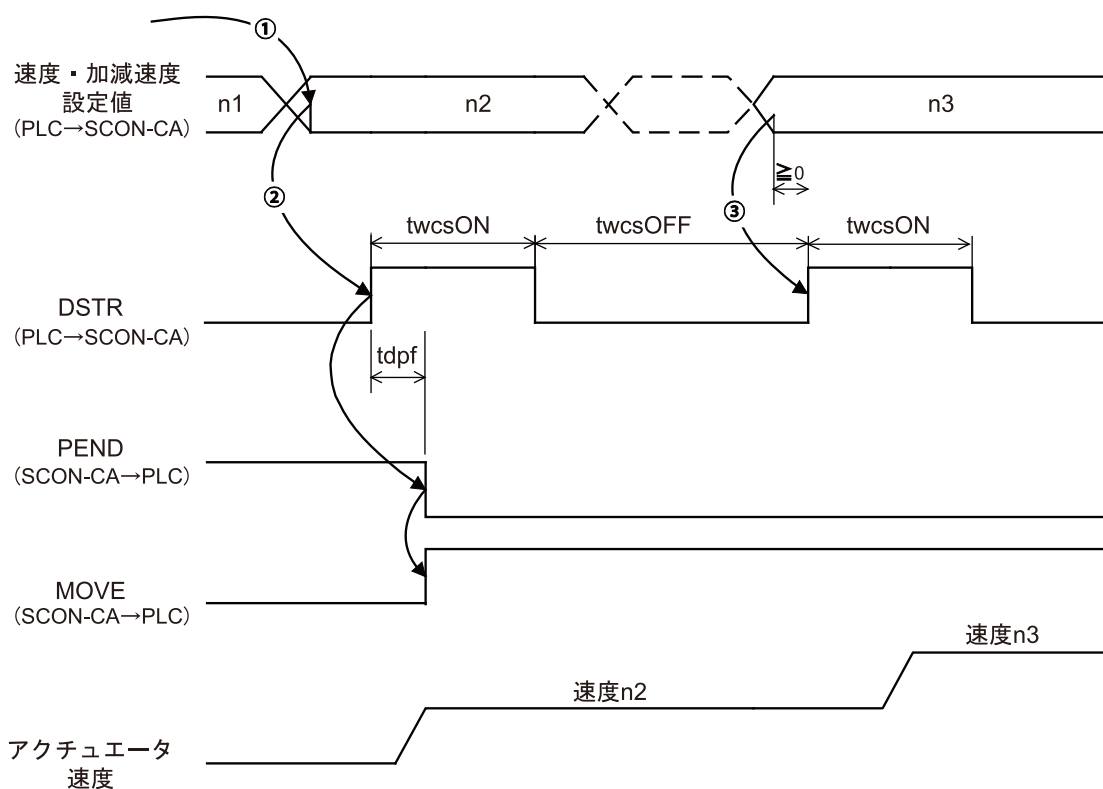 ①
速度・加減速度
設定値
(PLC→SCON-CA)
n1
n2
n3
②
≧0
③
twcsON
twcsOFF
twcsON
DSTR
(PLC→SCON-CA)
tdpf
PEND
(SCON-CA→PLC)
MOVE
(SCON-CA→PLC)
速度n3
速度n2
アクチュエータ
速度